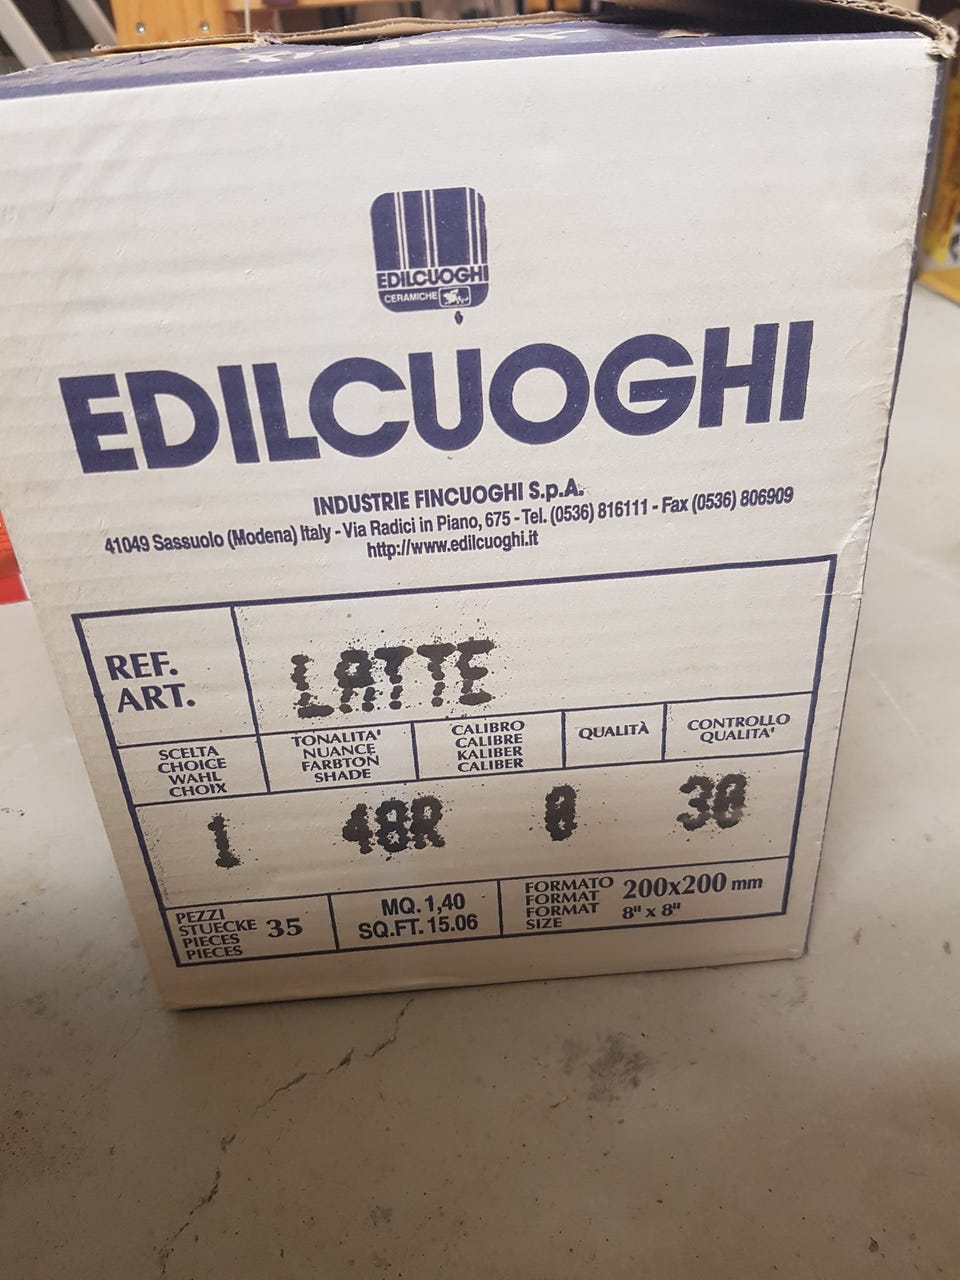 EDILCUOGHI
CERAMICHE
EDILCUOGHI
INDUSTRIE FINCUOGHI S.p.A.
41049 Sassuolo (Modena) Italy - Via Radici in Piano, 675 - Tel. (0536) 816111 - Fax (0536) 806909
http://www.edilcuoghi.it
REF.
ART.
LATTE
SCELTA
CHOICE
WAHL
CHOIX
TONALITA'
NUANCE
FARBTON
SHADE
CALIBRO
CALIBRE
KALIBER
CALIBER
QUALITÀ
CONTROLLO
QUALITA'
1 48R 0 30
PEZZI
STUECKE
PIECES
PIECES
35
MQ. 1,40
SQ.FT. 15.06
FORMATO
FORMAT
FORMAT
SIZE
200x200 mm
8" x 8"